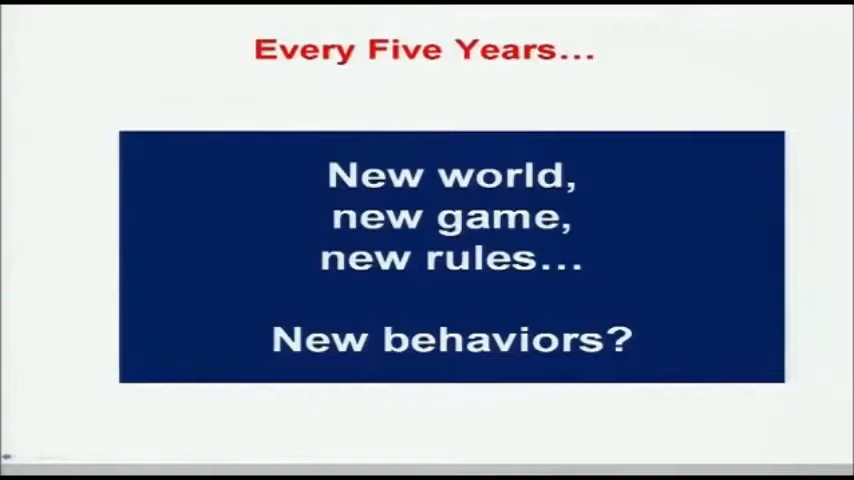 Every Five Years...
New world,
new game,
new rules...
New behaviors?